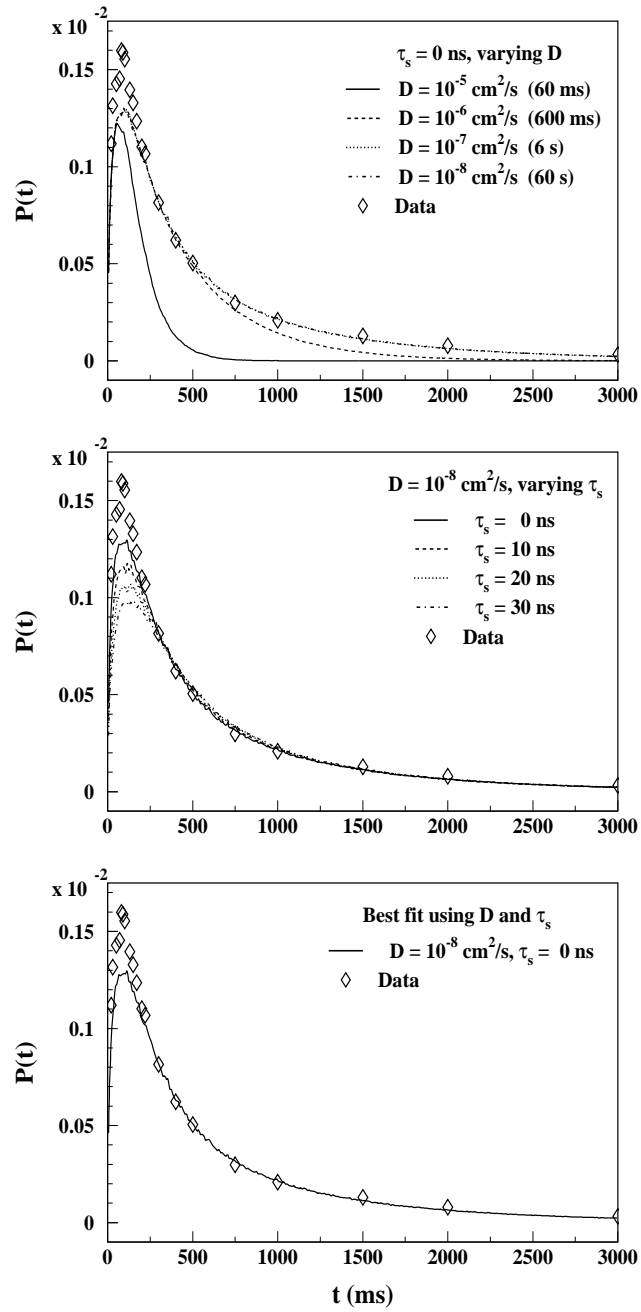 x 10⁻²
τₛ = 0 ns, varying D
D = 10⁻⁵ cm²/s (60 ms)
D = 10⁻⁶ cm²/s (600 ms)
D = 10⁻⁷ cm²/s (6 s)
D = 10⁻⁸ cm²/s (60 s)
Data
P(t)
0.15
0.1
0.05
0
0 500 1000 1500 2000 2500 3000
x 10⁻²
D = 10⁻⁸ cm²/s, varying τₛ
τₛ = 0 ns
τₛ = 10 ns
τₛ = 20 ns
τₛ = 30 ns
Data
P(t)
0.15
0.1
0.05
0
0 500 1000 1500 2000 2500 3000
x 10⁻²
Best fit using D and τₛ
D = 10⁻⁸ cm²/s, τₛ = 0 ns
Data
P(t)
0.15
0.1
0.05
0
0 500 1000 1500 2000 2500 3000
t (ms)